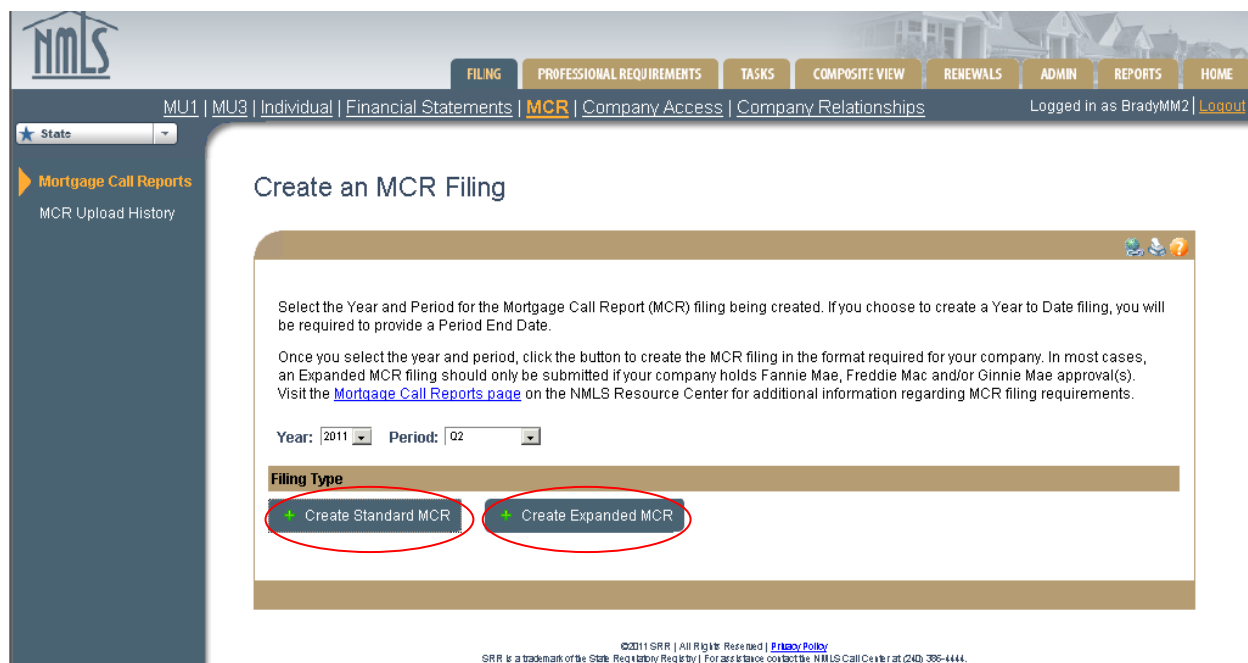 NMLS
FILING PROFESSIONAL REQUIREMENTS TASKS COMPOSITE VIEW RENEWALS ADMIN REPORTS HOME
MU1 | MU3 | Individual | Financial Statements | MCR | Company Access | Company Relationships Logged in as BradyMM2 | Logout
State
Mortgage Call Reports
MCR Upload History
Create an MCR Filing
Select the Year and Period for the Mortgage Call Report (MCR) filing being created. If you choose to create a Year to Date filing, you will
be required to provide a Period End Date.
Once you select the year and period, click the button to create the MCR filing in the format required for your company. In most cases,
an Expanded MCR filing should only be submitted if your company holds Fannie Mae, Freddie Mac and/or Ginnie Mae approval(s).
Visit the Mortgage Call Reports page on the NMLS Resource Center for additional information regarding MCR filing requirements.
Year: 2011 Period: Q2
Filing Type
+ Create Standard MCR + Create Expanded MCR
©2011 SRR | All Rights Reserved | Privacy Policy
SRR is a trademark of the State Regulatory Registry | For assistance contact the NMLS Call Center at (240) 386-4444.